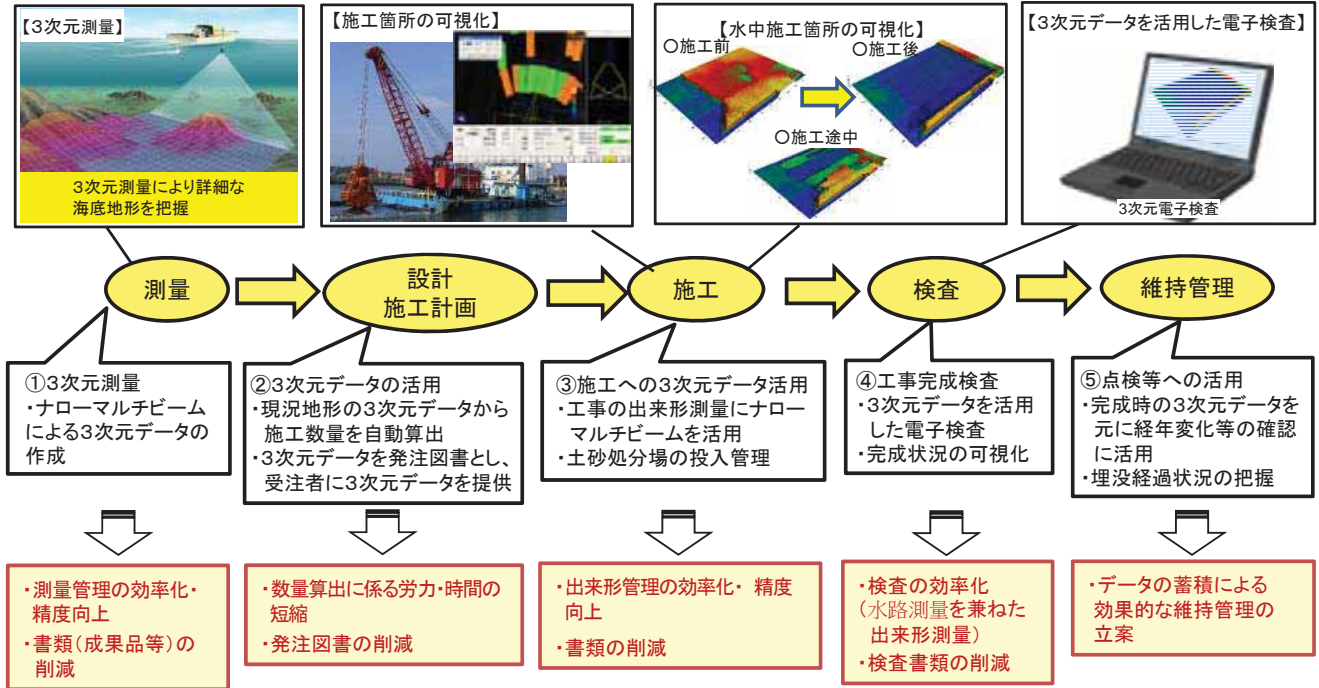 【3次元測量】
3次元測量により詳細な
海底地形を把握
【施工箇所の可視化】
【水中施工箇所の可視化】
○施工前
○施工後
○施工途中
【3次元データを活用した電子検査】
3次元電子検査
測量
設計
施工計画
施工
検査
維持管理
①3次元測量
・ナローマルチビーム
による3次元データの
作成
②3次元データの活用
・現況地形の3次元データから
施工数量を自動算出
・3次元データを発注図書とし、
受注者に3次元データを提供
③施工への3次元データ活用
・工事の出来形測量にナロー
マルチビームを活用
・土砂処分場の投入管理
④工事完成検査
・3次元データを活用
した電子検査
・完成状況の可視化
⑤点検等への活用
・完成時の3次元データを
元に経年変化等の確認
に活用
・埋没経過状況の把握
・測量管理の効率化・
精度向上
・書類(成果品等)の
削減
・数量算出に係る労力・時間の
短縮
・発注図書の削減
・出来形管理の効率化・ 精度
向上
・書類の削減
・検査の効率化
(水路測量を兼ねた
出来形測量)
・検査書類の削減
・データの蓄積による
効果的な維持管理の
立案